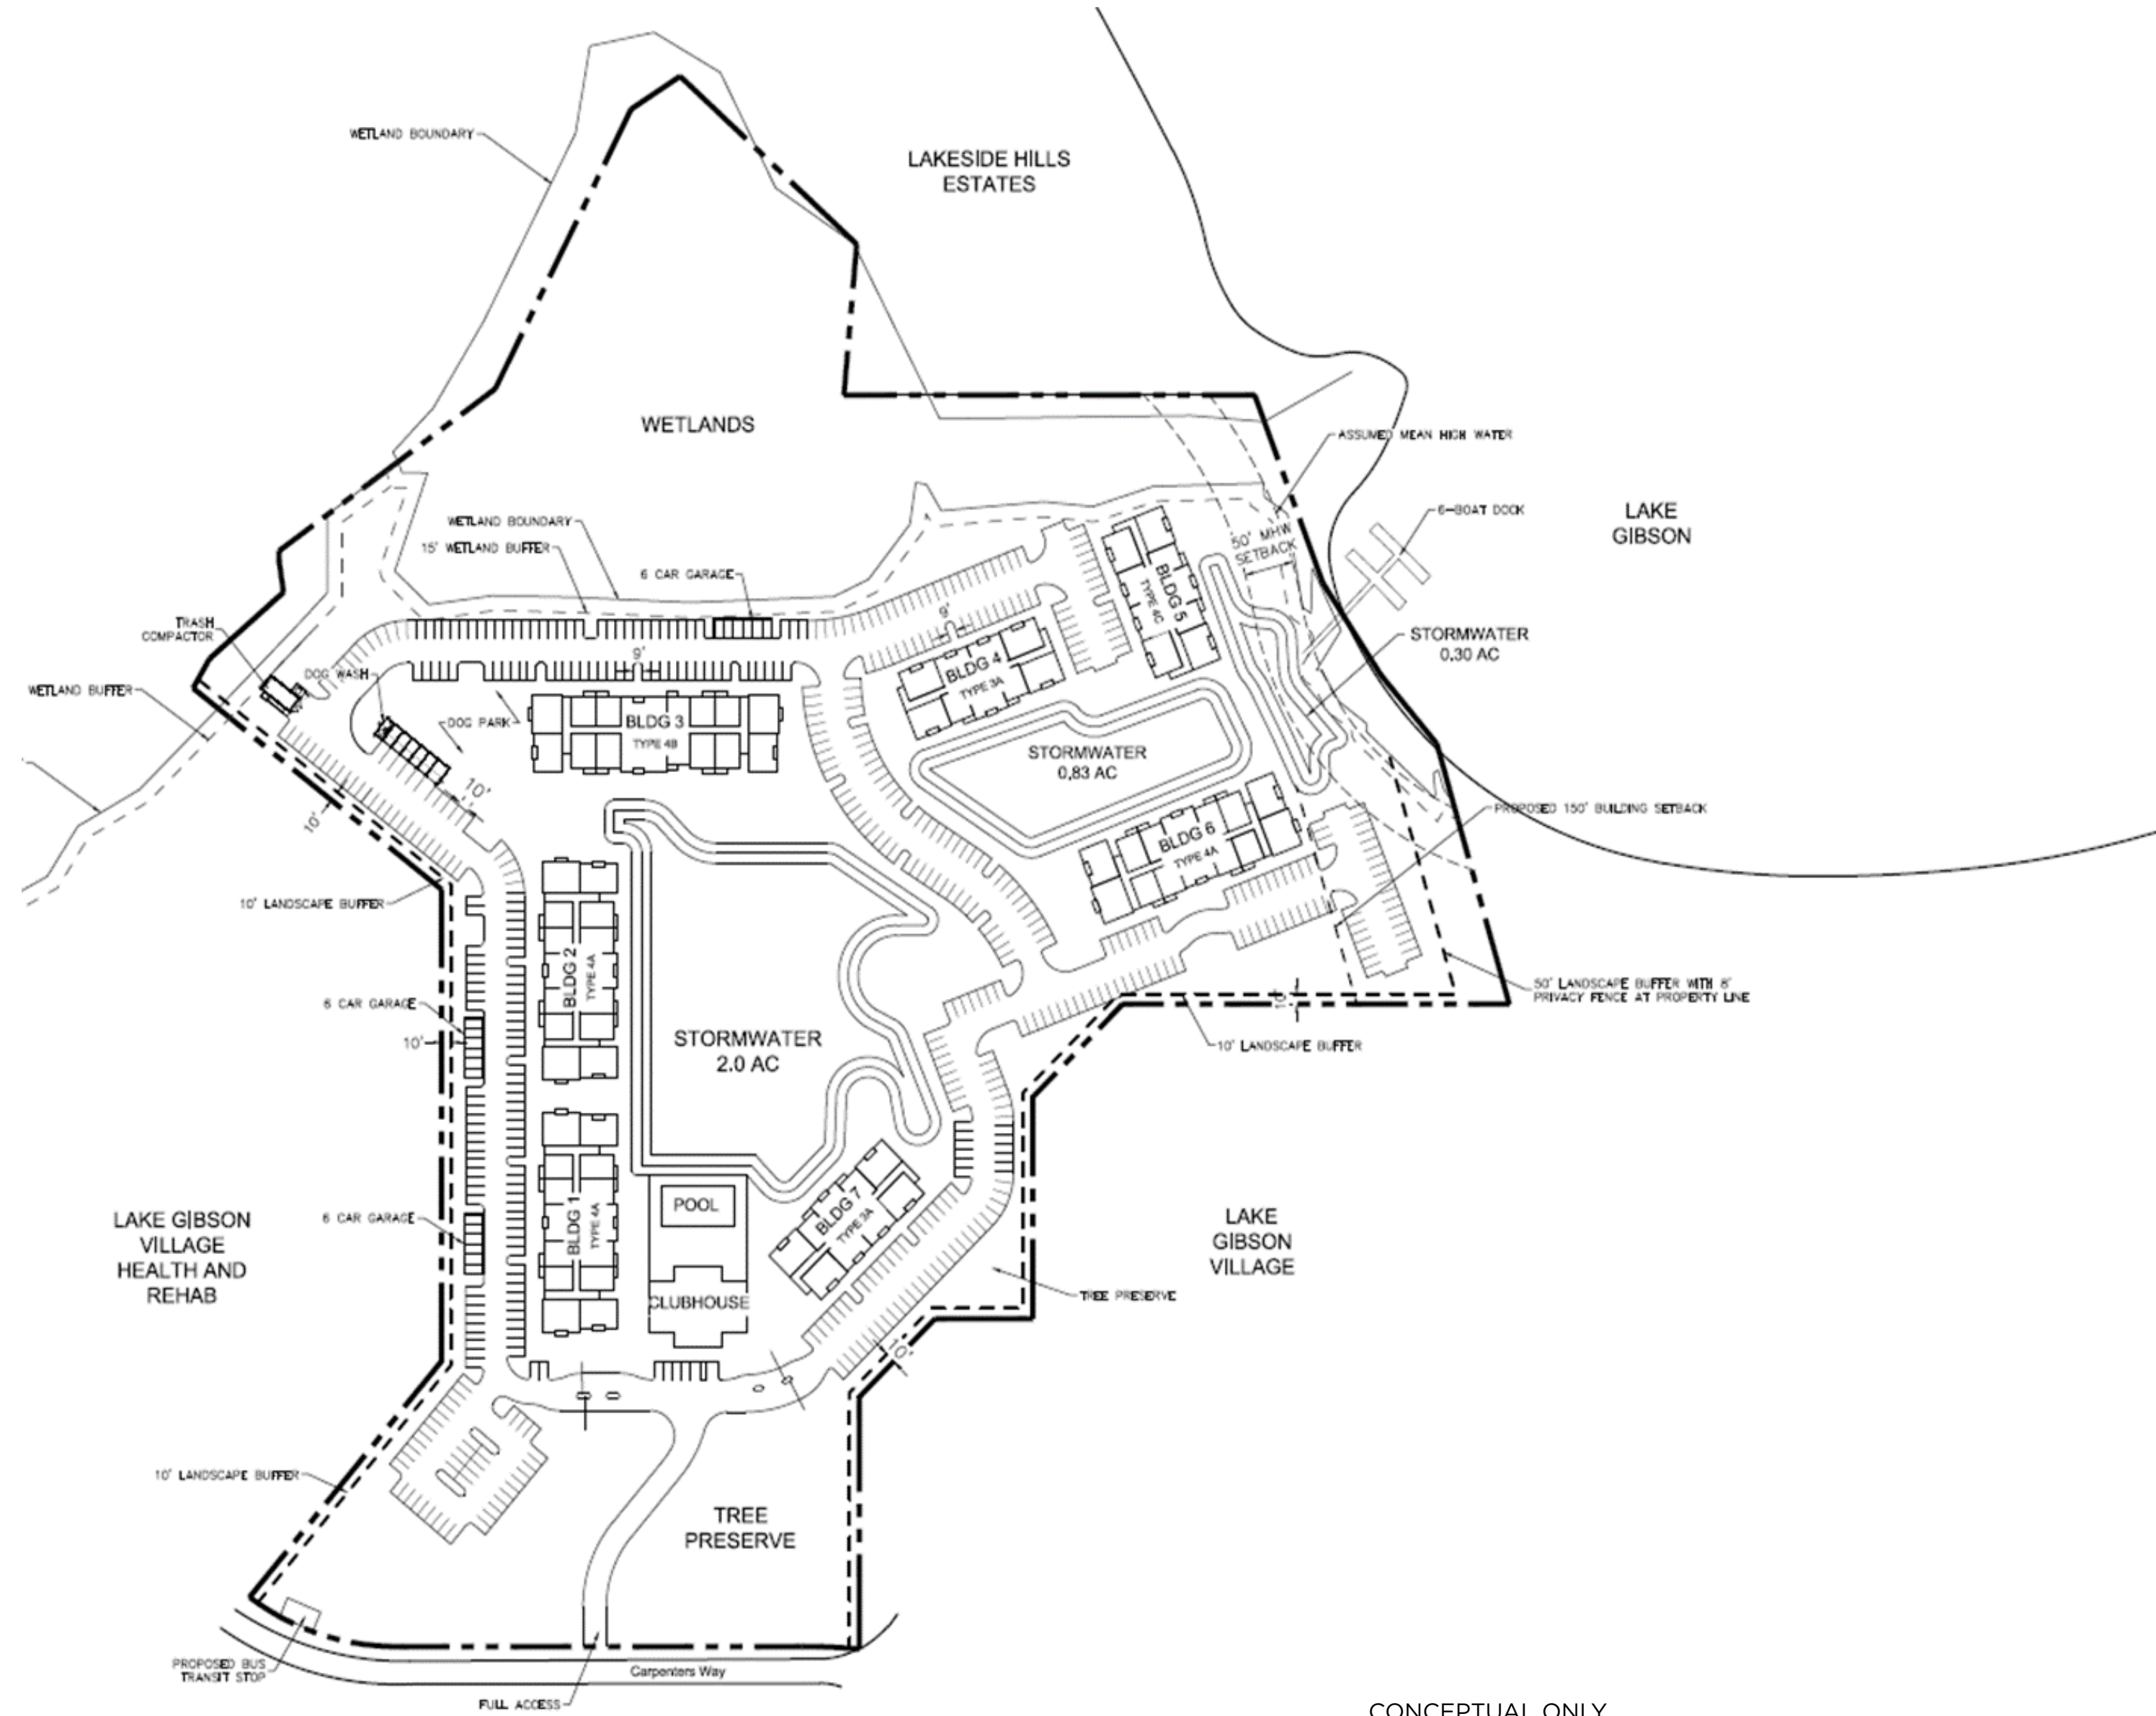 WETLAND BOUNDARY
LAKESIDE HILLS
ESTATES
WETLANDS
ASSUMED MEAN HIGH WATER
6-BOAT DOCK
LAKE
GIBSON
WETLAND BOUNDARY
15' WETLAND BUFFER
50' MHW
SETBACK
6 CAR GARAGE
BLDG 5
TYPE 4C
TRASH
COMPACTOR
9'
9'
STORMWATER
0.30 AC
DOG WASH
BLDG 4
TYPE 3A
WETLAND BUFFER
DOG PARK
BLDG 3
TYPE 4B
STORMWATER
0.83 AC
10'
10'
PROPOSED 150' BUILDING SETBACK
BLDG 6
TYPE 4A
10' LANDSCAPE BUFFER
BLDG 2
TYPE 4A
50' LANDSCAPE BUFFER WITH 8'
PRIVACY FENCE AT PROPERTY LINE
6 CAR GARAGE
10'
10'
STORMWATER
2.0 AC
10' LANDSCAPE BUFFER
POOL
BLDG 7
TYPE 3A
BLDG 1
TYPE 4A
6 CAR GARAGE
LAKE GIBSON
VILLAGE
HEALTH AND
REHAB
LAKE
GIBSON
VILLAGE
CLUBHOUSE
TREE PRESERVE
10'
10' LANDSCAPE BUFFER
TREE
PRESERVE
PROPOSED BUS
TRANSIT STOP
Carpenters Way
FULL ACCESS
CONCEPTUAL ONLY